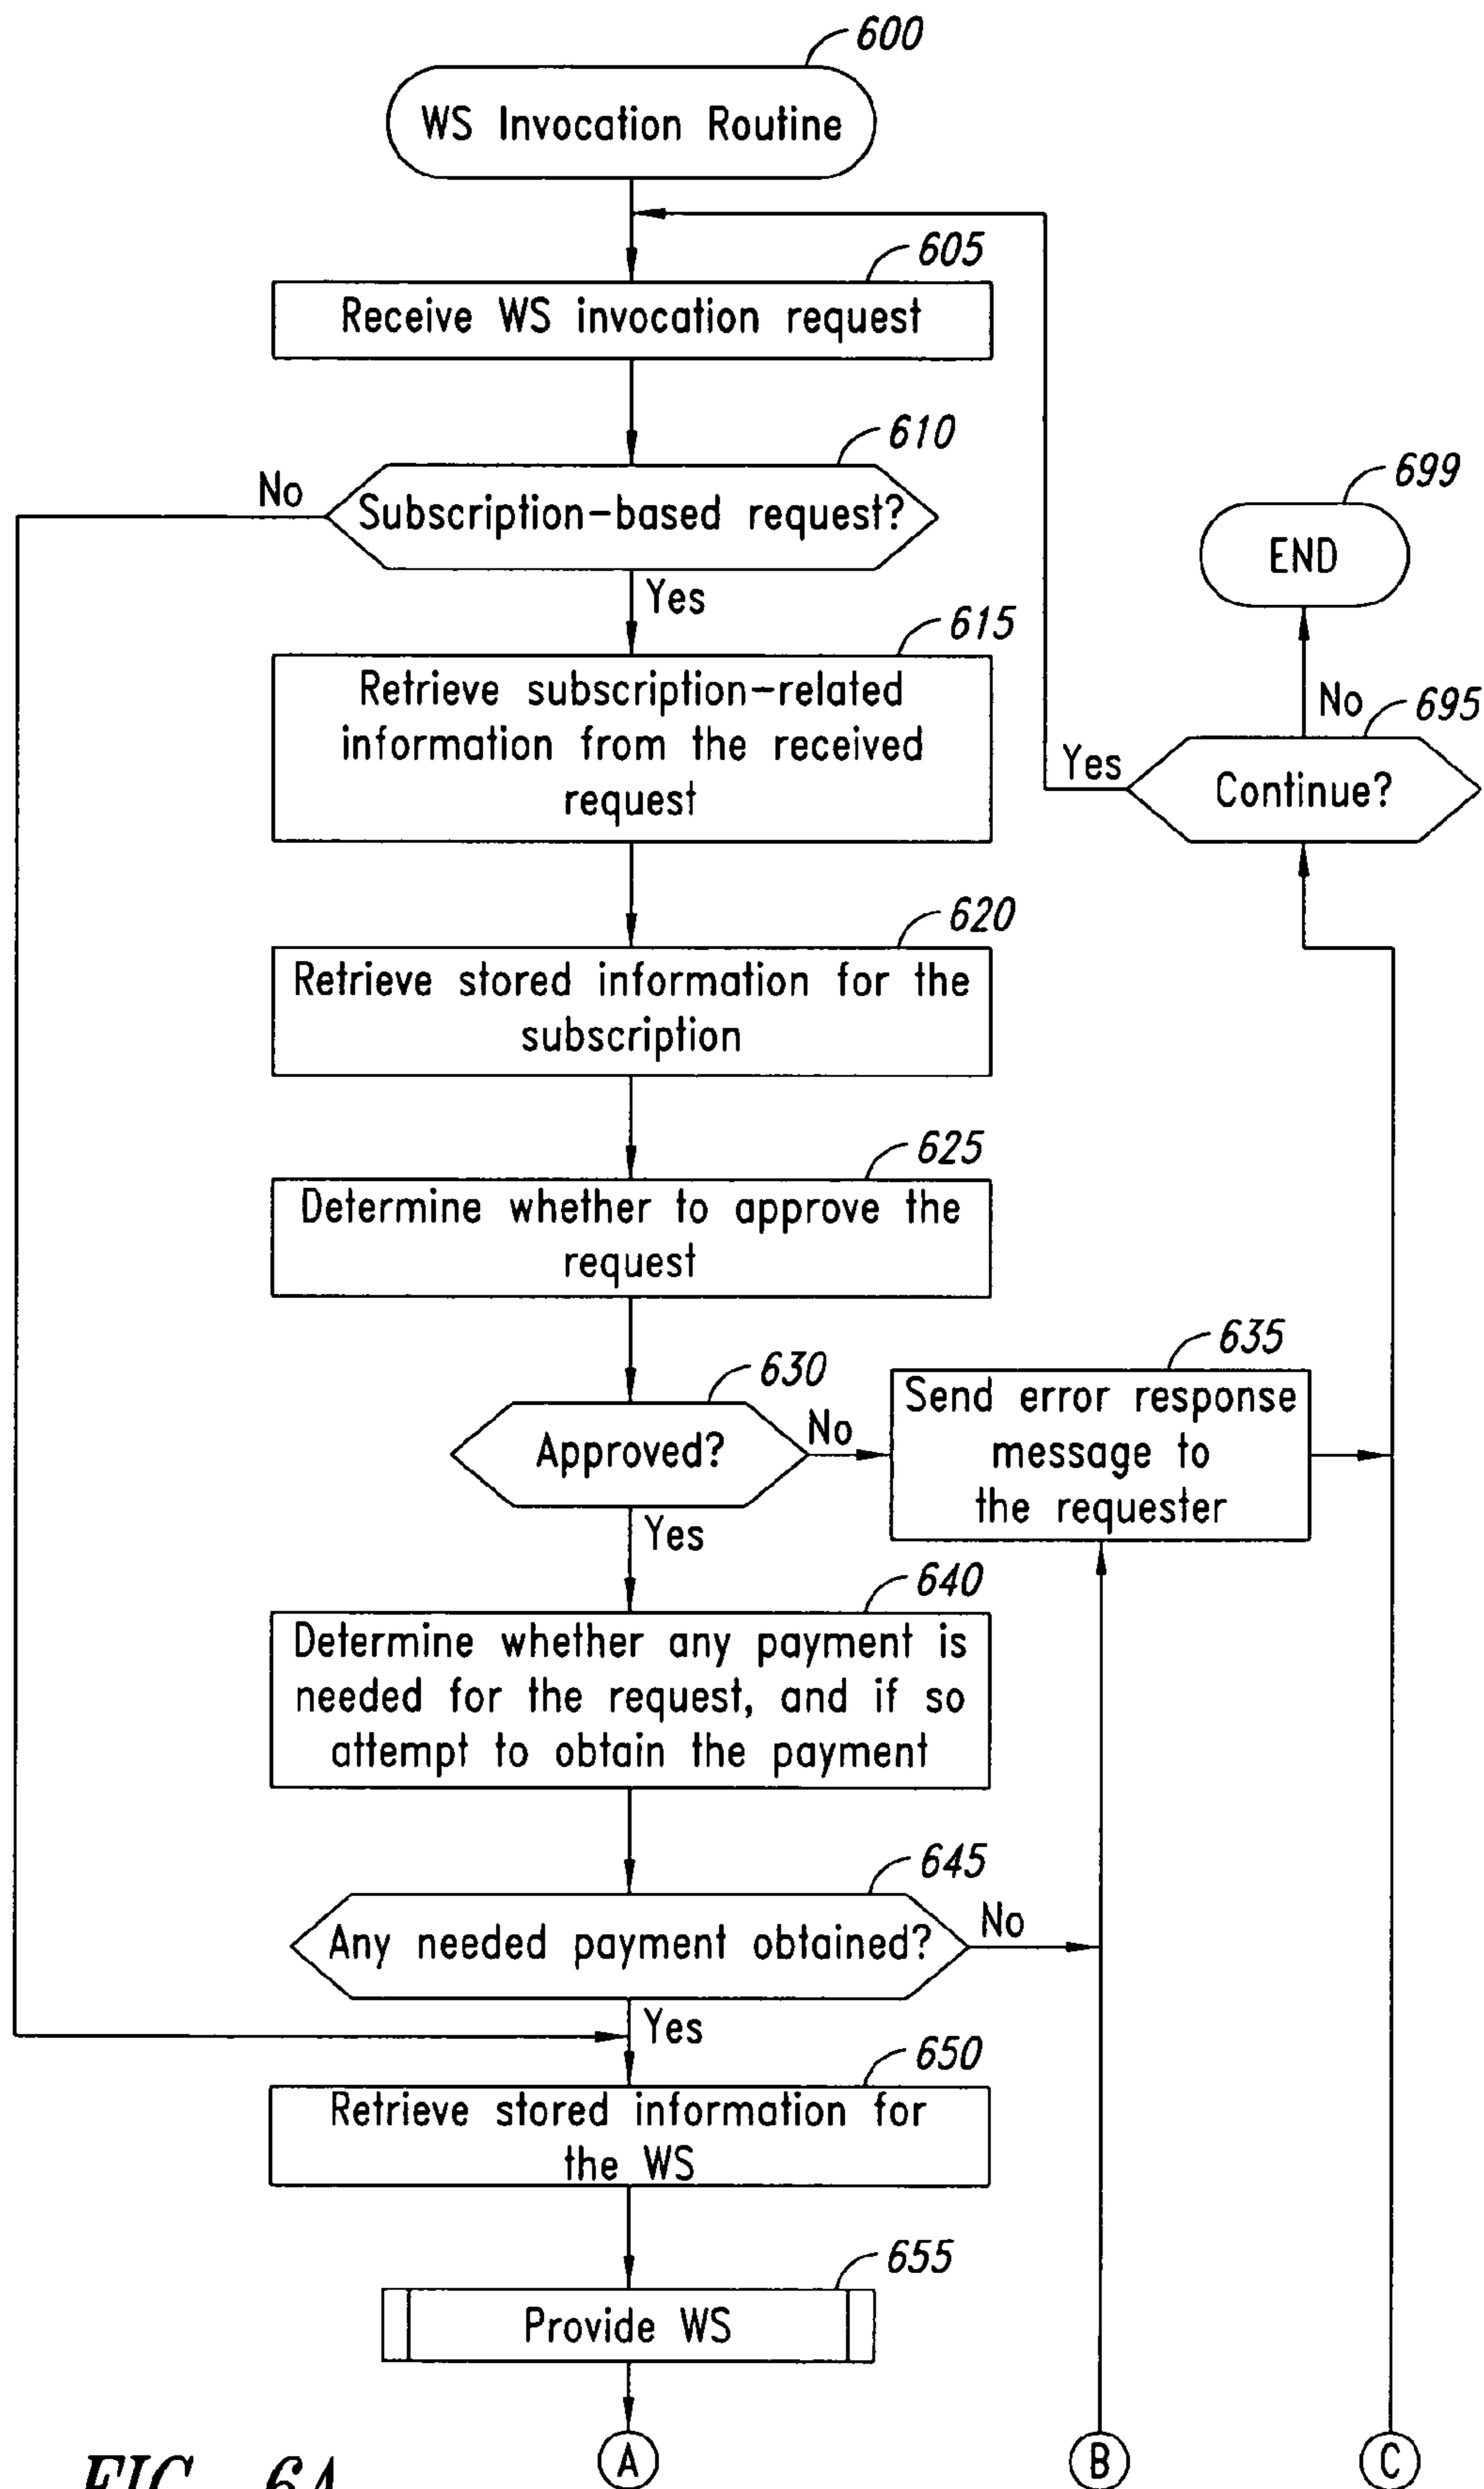 600
WS Invocation Routine
605
Receive WS invocation request
610
No
Subscription-based request?
Yes
615
Retrieve subscription-related
information from the received
request
699
END
No
695
Yes
Continue?
620
Retrieve stored information for the
subscription
625
Determine whether to approve the
request
630
Approved?
No
635
Send error response
message to
the requester
Yes
640
Determine whether any payment is
needed for the request, and if so
attempt to obtain the payment
645
Any needed payment obtained?
No
Yes
650
Retrieve stored information for
the WS
655
Provide WS
A
B
C
FIG. 6A